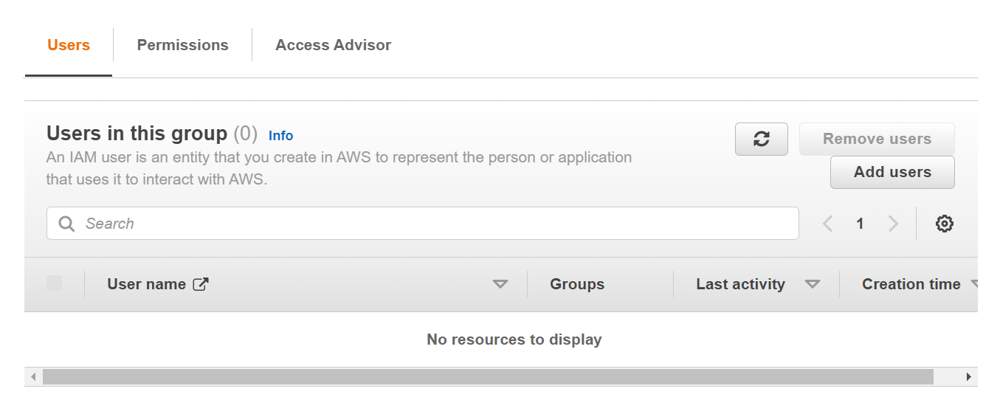 Users Permissions Access Advisor
Users in this group (0) Info
An IAM user is an entity that you create in AWS to represent the person or application
that uses it to interact with AWS.
Remove users
Add users
Search
1
User name Groups Last activity Creation time
No resources to display